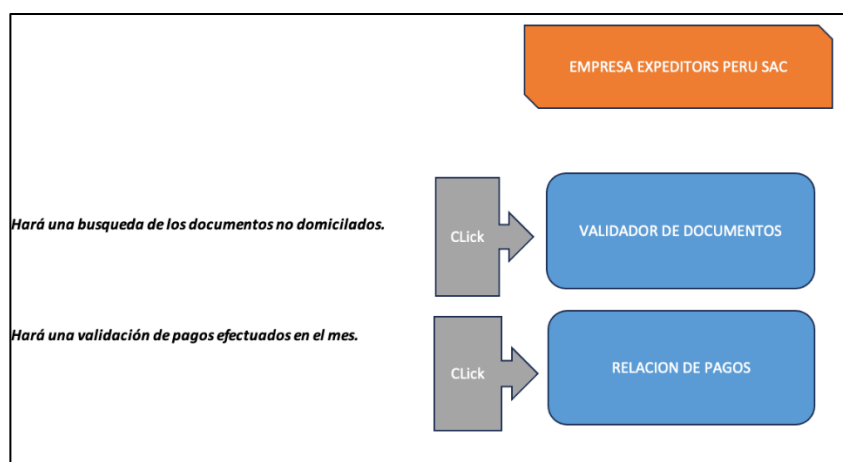 EMPRESA EXPEDITORS PERU SAC
Hará una busqueda de los documentos no domicilados.
CLick
VALIDADOR DE DOCUMENTOS
Hará una validación de pagos efectuados en el mes.
CLick
RELACION DE PAGOS